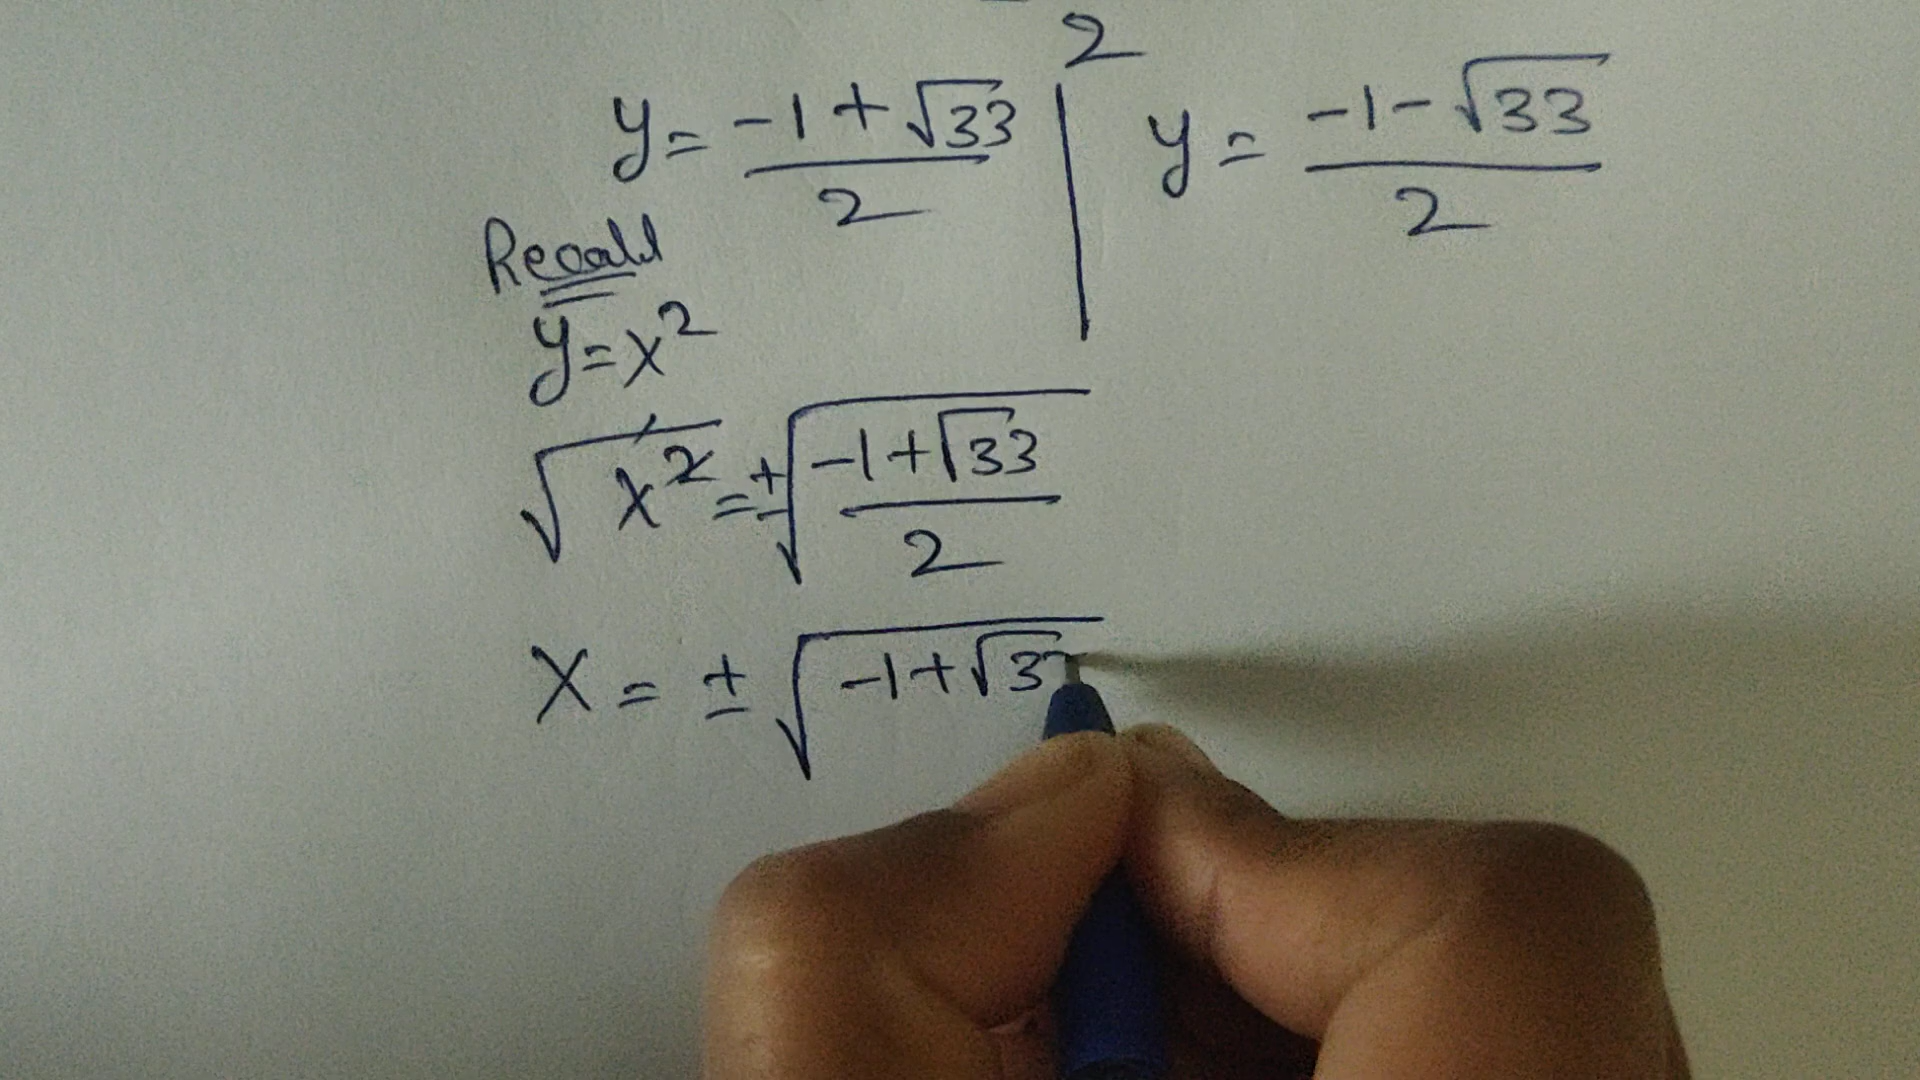 2
y = (-1 + √33)/2 | y = (-1 - √33)/2
Recall
y = x²
√x² = ±√((-1+√33)/2)
X = ± √(-1+√3